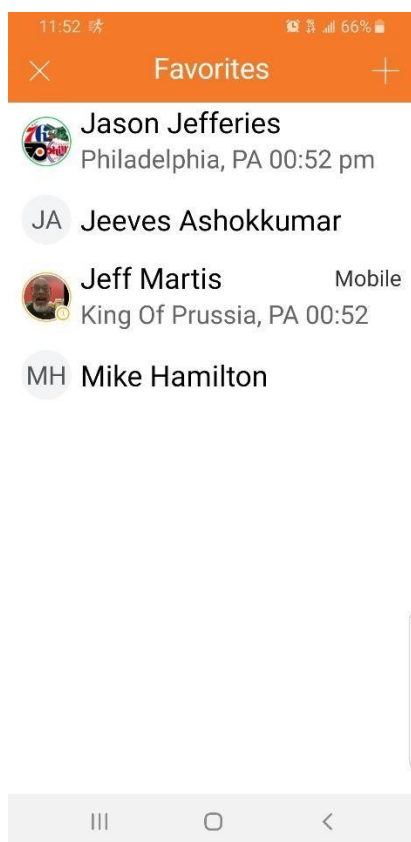 11:52 66%
Favorites
Jason Jefferies
Philadelphia, PA 00:52 pm
JA Jeeves Ashokkumar
Jeff Martis Mobile
King Of Prussia, PA 00:52
MH Mike Hamilton